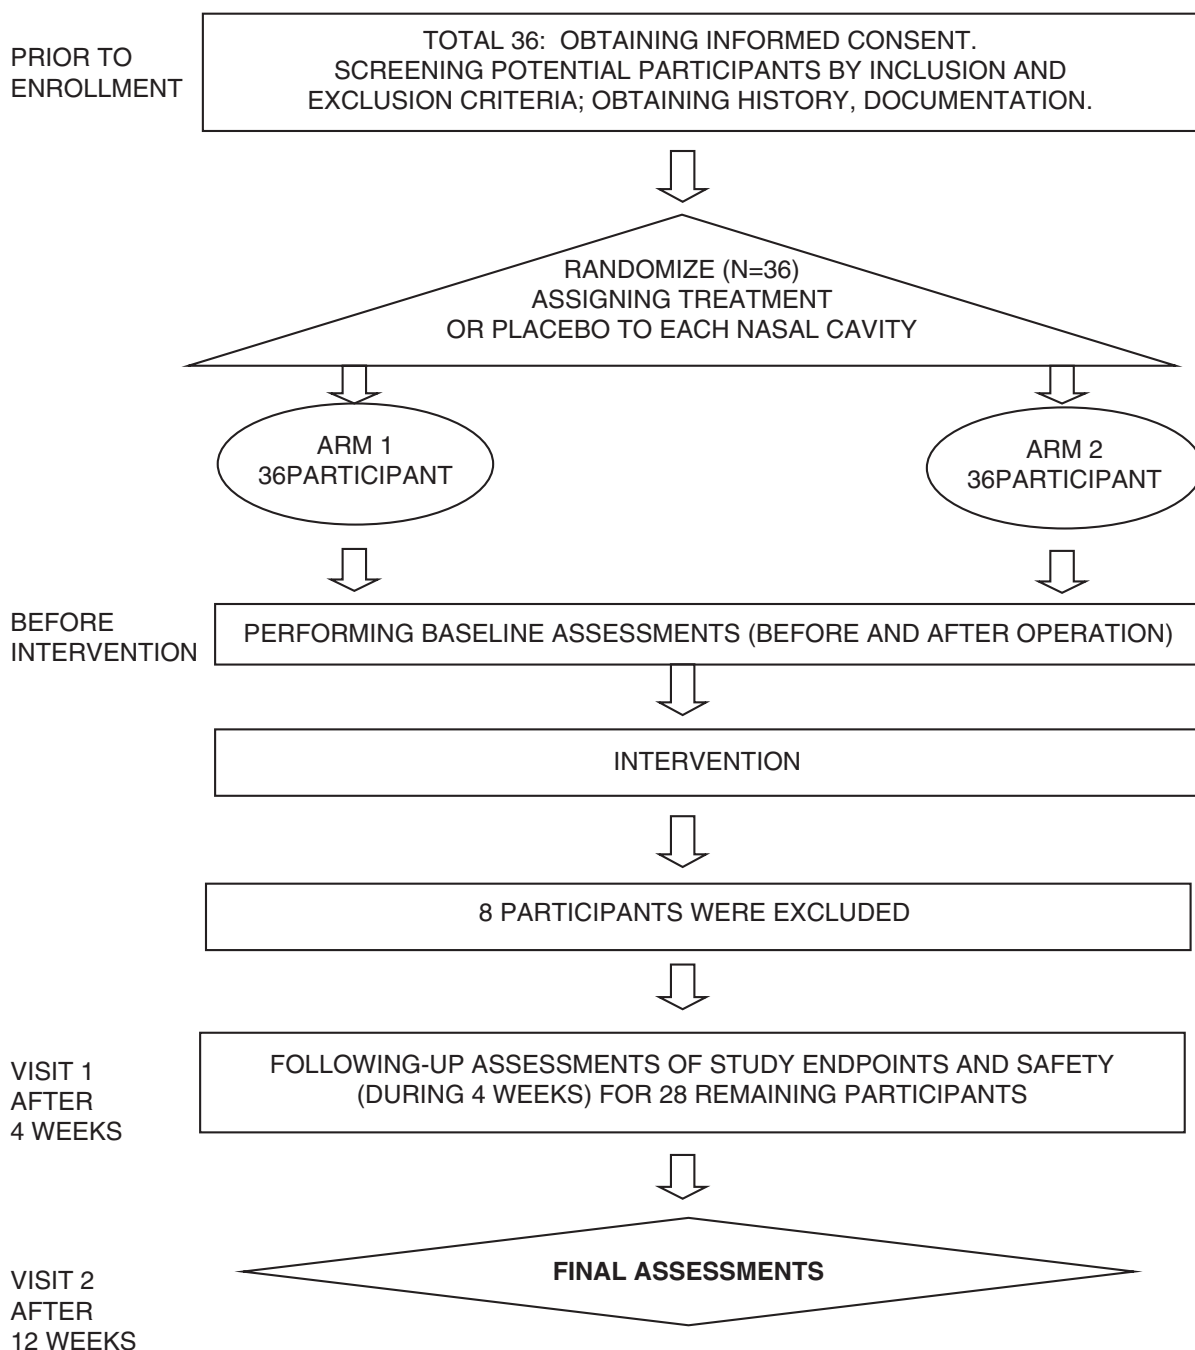 PRIOR TO
ENROLLMENT
TOTAL 36: OBTAINING INFORMED CONSENT.
SCREENING POTENTIAL PARTICIPANTS BY INCLUSION AND
EXCLUSION CRITERIA; OBTAINING HISTORY, DOCUMENTATION.
RANDOMIZE (N=36)
ASSIGNING TREATMENT
OR PLACEBO TO EACH NASAL CAVITY
ARM 1
36PARTICIPANT
ARM 2
36PARTICIPANT
BEFORE
INTERVENTION
PERFORMING BASELINE ASSESSMENTS (BEFORE AND AFTER OPERATION)
INTERVENTION
8 PARTICIPANTS WERE EXCLUDED
VISIT 1
AFTER
4 WEEKS
FOLLOWING-UP ASSESSMENTS OF STUDY ENDPOINTS AND SAFETY
(DURING 4 WEEKS) FOR 28 REMAINING PARTICIPANTS
VISIT 2
AFTER
12 WEEKS
FINAL ASSESSMENTS